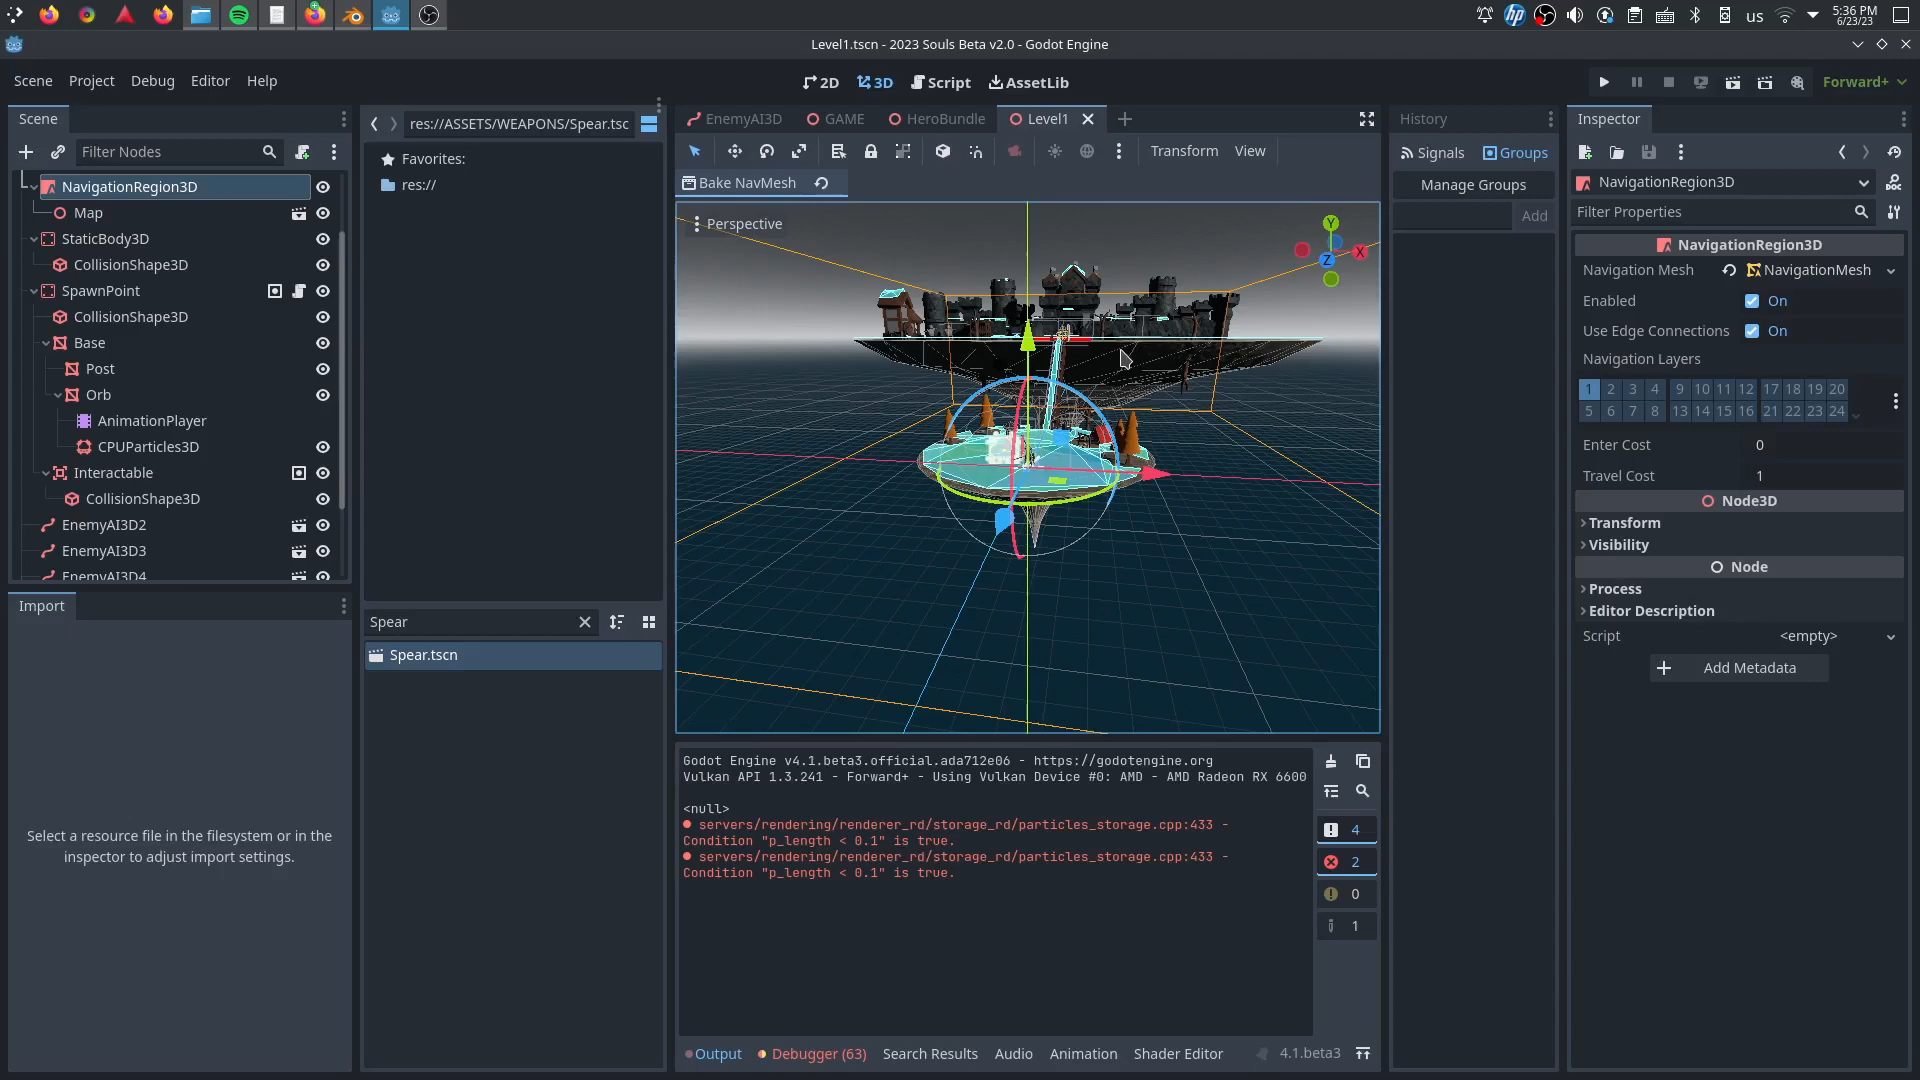 us
5:36 PM
6/23/23
Level1.tscn - 2023 Souls Beta v2.0 - Godot Engine
Scene Project Debug Editor Help
2D 3D Script AssetLib
Forward+
Scene
EnemyAI3D GAME HeroBundle Level1
History
Inspector
Filter Nodes
res://ASSETS/WEAPONS/Spear.tsc
Favorites:
res://
Transform View
Signals Groups
Bake NavMesh
Manage Groups
Add
NavigationRegion3D
Map
StaticBody3D
CollisionShape3D
SpawnPoint
CollisionShape3D
Base
Post
Orb
AnimationPlayer
CPUParticles3D
Interactable
CollisionShape3D
EnemyAI3D2
EnemyAI3D3
EnemyAI3D4
Perspective
Y
X
Z
NavigationRegion3D
Filter Properties
NavigationRegion3D
Navigation Mesh NavigationMesh
Enabled On
Use Edge Connections On
Navigation Layers
1 2 3 4 9 10 11 12 17 18 19 20
5 6 7 8 13 14 15 16 21 22 23 24
Enter Cost 0
Travel Cost 1
Node3D
Transform
Visibility
Node
Process
Editor Description
Script <empty>
Add Metadata
Import
Select a resource file in the filesystem or in the
inspector to adjust import settings.
Spear
Spear.tscn
Godot Engine v4.1.beta3.official.ada712e06 - https://godotengine.org
Vulkan API 1.3.241 - Forward+ - Using Vulkan Device #0: AMD - AMD Radeon RX 6600
<null>
servers/rendering/renderer_rd/storage_rd/particles_storage.cpp:433 -
Condition "p_length < 0.1" is true.
servers/rendering/renderer_rd/storage_rd/particles_storage.cpp:433 -
Condition "p_length < 0.1" is true.
4
2
0
1
Output Debugger (63) Search Results Audio Animation Shader Editor 4.1.beta3